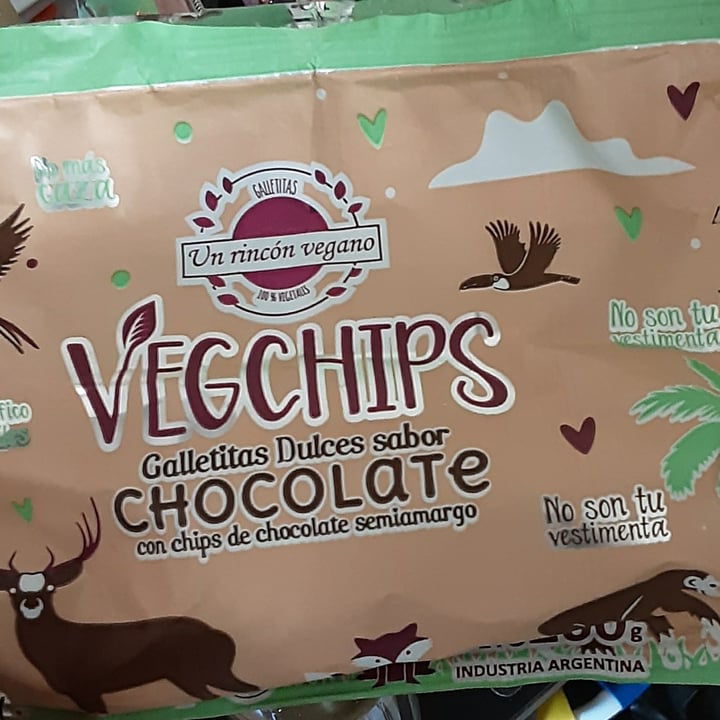 No más
caza
GALLETITAS
Un rincón vegano
100 % VEGETALES
VEGCHIPS
Galletitas Dulces sabor
CHOCOLATE
con chips de chocolate semiamargo
No son tu
vestimenta
No son tu
vestimenta
INDUSTRIA ARGENTINA